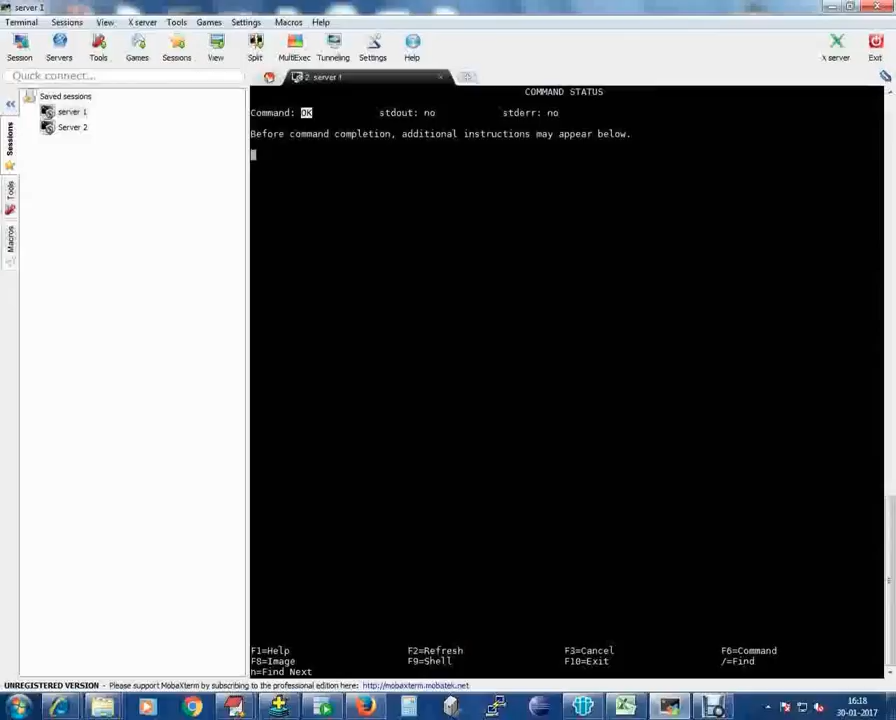 server 1
Terminal Sessions View X server Tools Games Settings Macros Help
Session Servers Tools Games Sessions View Split MultiExec Tunneling Settings Help X server Exit
Quick connect...
2. server 1
Saved sessions
server 1
Server 2
Sessions
Tools
Macros
COMMAND STATUS
Command: OK stdout: no stderr: no
Before command completion, additional instructions may appear below.
F1=Help F2=Refresh F3=Cancel F6=Command
F8=Image F9=Shell F10=Exit /=Find
n=Find Next
UNREGISTERED VERSION - Please support MobaXterm by subscribing to the professional edition here: http://mobaxterm.mobatek.net
16:18
30-01-2017